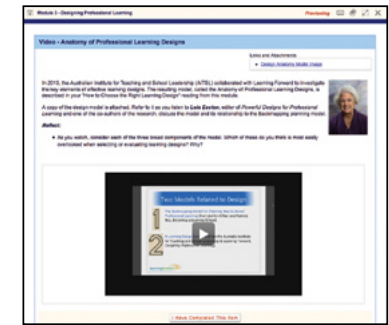 Module 3 - Designing Professional Learning
Previewing
Video - Anatomy of Professional Learning Designs
Links and Attachments
Design Anatomy Model Image
In 2013, the Australian Institute for Teaching and School Leadership (AITSL) collaborated with Learning Forward to investigate
the key elements of effective learning designs. The resulting model, called the Anatomy of Professional Learning Designs, is
described in your "How to Choose the Right Learning Design" reading from this module.
A copy of the design model is attached. Refer to it as you listen to Lois Easton, editor of Powerful Designs for Professional
Learning and one of the co-authors of the research, discuss the model and its relationship to the Backmapping planning model.
Reflect:
As you watch, consider each of the three broad components of the model. Which of these do you think is most easily
overlooked when selecting or evaluating learning designs? Why?
Two Models Related to Design
1
2
I Have Completed This Item